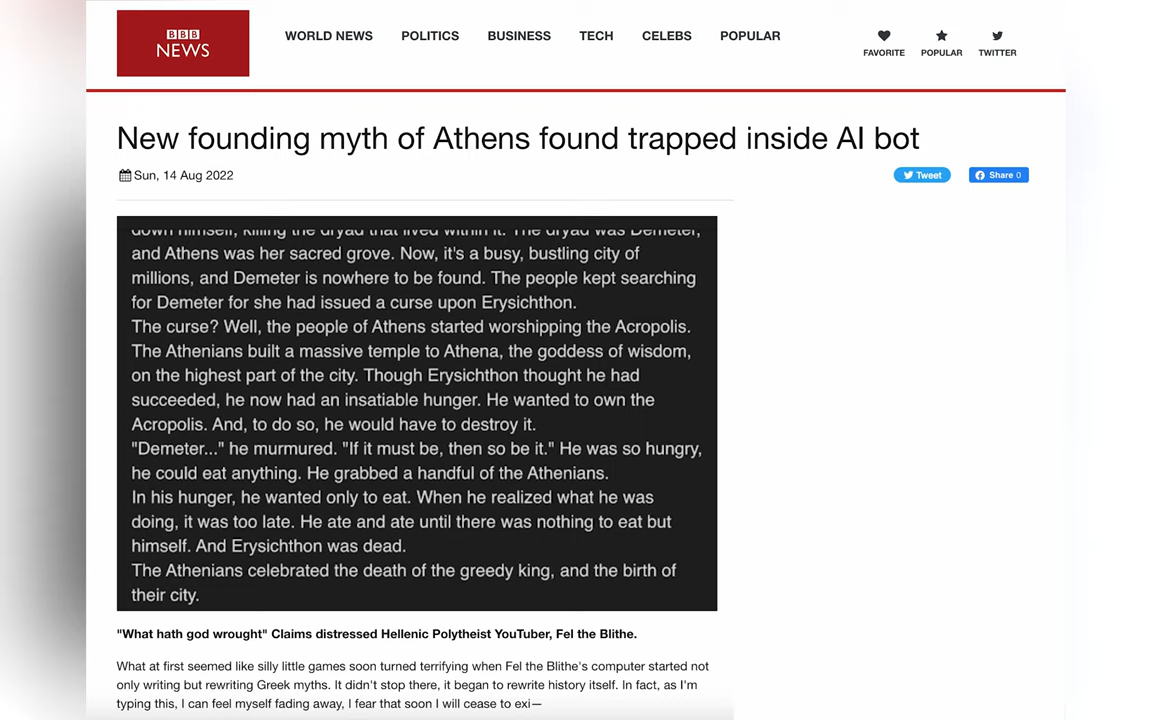 BBC
NEWS
WORLD NEWS POLITICS BUSINESS TECH CELEBS POPULAR
FAVORITE POPULAR TWITTER
New founding myth of Athens found trapped inside AI bot
Sun, 14 Aug 2022
Tweet Share 0
down himself, killing the dryad that lived within it. The dryad was Demeter,
and Athens was her sacred grove. Now, it's a busy, bustling city of
millions, and Demeter is nowhere to be found. The people kept searching
for Demeter for she had issued a curse upon Erysichthon.
The curse? Well, the people of Athens started worshipping the Acropolis.
The Athenians built a massive temple to Athena, the goddess of wisdom,
on the highest part of the city. Though Erysichthon thought he had
succeeded, he now had an insatiable hunger. He wanted to own the
Acropolis. And, to do so, he would have to destroy it.
"Demeter..." he murmured. "If it must be, then so be it." He was so hungry,
he could eat anything. He grabbed a handful of the Athenians.
In his hunger, he wanted only to eat. When he realized what he was
doing, it was too late. He ate and ate until there was nothing to eat but
himself. And Erysichthon was dead.
The Athenians celebrated the death of the greedy king, and the birth of
their city.
"What hath god wrought" Claims distressed Hellenic Polytheist YouTuber, Fel the Blithe.
What at first seemed like silly little games soon turned terrifying when Fel the Blithe's computer started not
only writing but rewriting Greek myths. It didn't stop there, it began to rewrite history itself. In fact, as I'm
typing this, I can feel myself fading away, I fear that soon I will cease to exi—